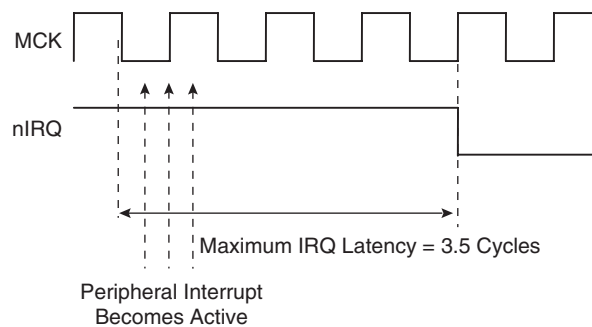 MCK
nIRQ
Maximum IRQ Latency = 3.5 Cycles
Peripheral Interrupt
Becomes Active